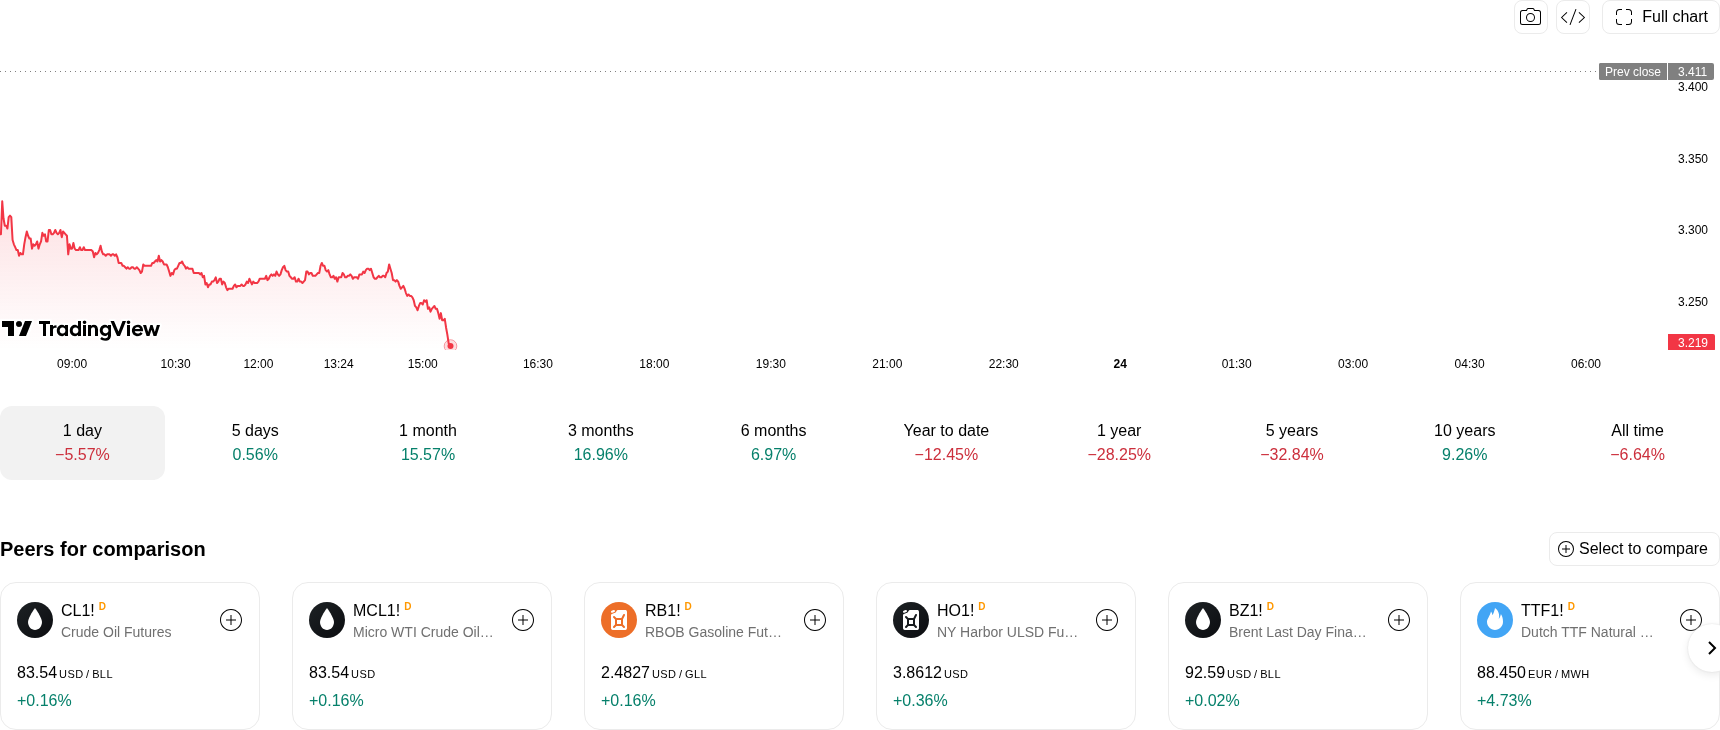 Full chart
Prev close 3.411
3.400
3.350
3.300
3.250
3.219
TradingView
09:00 10:30 12:00 13:24 15:00 16:30 18:00 19:30 21:00 22:30 24 01:30 03:00 04:30 06:00
1 day 5 days 1 month 3 months 6 months Year to date 1 year 5 years 10 years All time
−5.57% 0.56% 15.57% 16.96% 6.97% −12.45% −28.25% −32.84% 9.26% −6.64%
Peers for comparison
Select to compare
CL1! D
Crude Oil Futures
83.54 USD / BLL
+0.16%
MCL1! D
Micro WTI Crude Oil…
83.54 USD
+0.16%
RB1! D
RBOB Gasoline Fut…
2.4827 USD / GLL
+0.16%
HO1! D
NY Harbor ULSD Fu…
3.8612 USD
+0.36%
BZ1! D
Brent Last Day Fina…
92.59 USD / BLL
+0.02%
TTF1! D
Dutch TTF Natural …
88.450 EUR / MWH
+4.73%